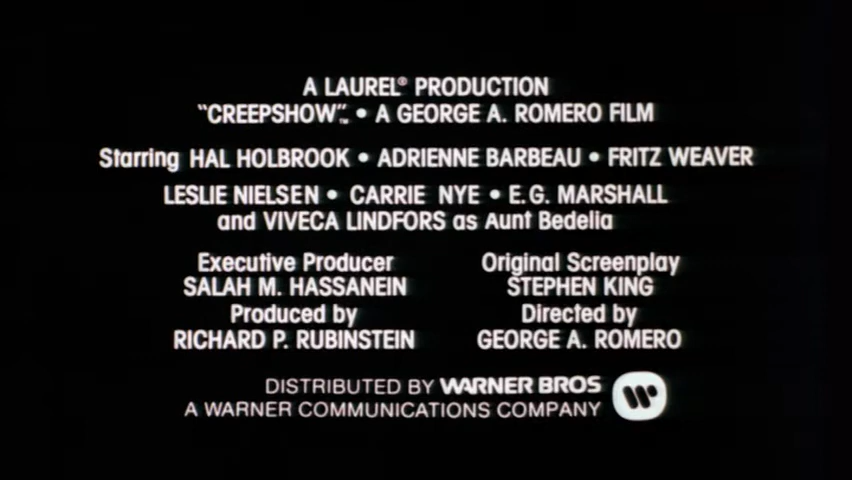 A LAUREL® PRODUCTION
"CREEPSHOW"™ • A GEORGE A. ROMERO FILM
Starring HAL HOLBROOK • ADRIENNE BARBEAU • FRITZ WEAVER
LESLIE NIELSEN • CARRIE NYE • E.G. MARSHALL
and VIVECA LINDFORS as Aunt Bedelia
Executive Producer
SALAH M. HASSANEIN
Produced by
RICHARD P. RUBINSTEIN
Original Screenplay
STEPHEN KING
Directed by
GEORGE A. ROMERO
DISTRIBUTED BY WARNER BROS
A WARNER COMMUNICATIONS COMPANY